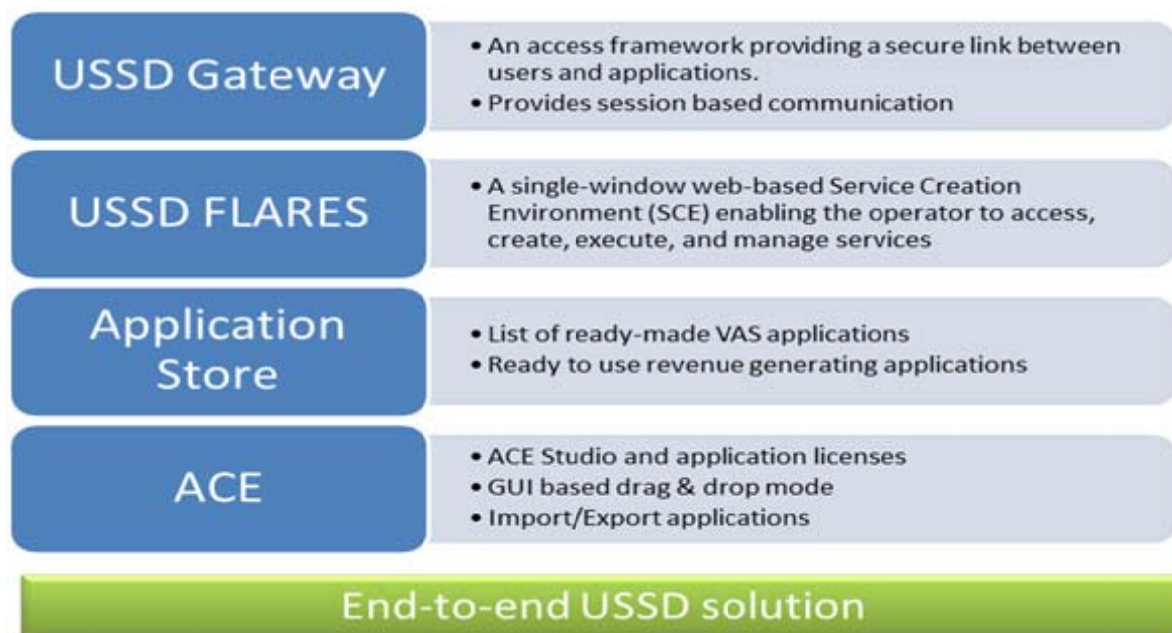 USSD Gateway
• An access framework providing a secure link between
users and applications.
• Provides session based communication
USSD FLARES
• A single-window web-based Service Creation
Environment (SCE) enabling the operator to access,
create, execute, and manage services
Application
Store
• List of ready-made VAS applications
• Ready to use revenue generating applications
ACE
• ACE Studio and application licenses
• GUI based drag & drop mode
• Import/Export applications
End-to-end USSD solution